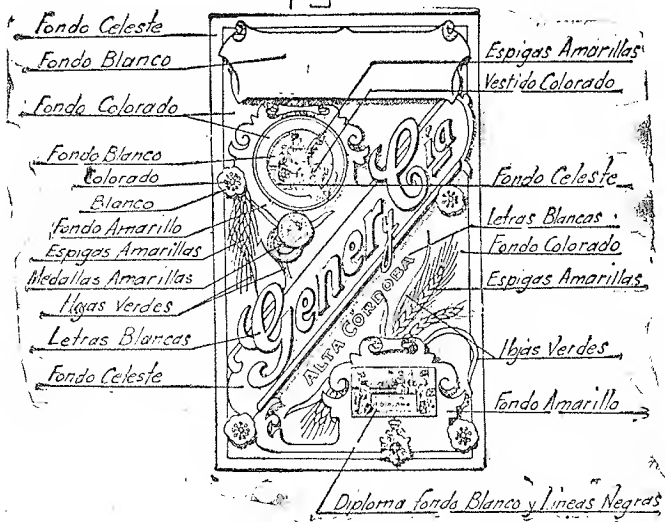 Fondo Celeste
Fondo Blanco
Fondo Colorado
Fondo Blanco
Colorado
Blanco
Fondo Amarillo
Espigas Amarillas
Medallas Amarillas
Hojas Verdes
Letras Blancas
Fondo Celeste
Gener y Cia
ALTA CÓRDOBA
Espigas Amarillas
Vestido Colorado
Fondo Celeste
Letras Blancas
Fondo Colorado
Espigas Amarillas
Hojas Verdes
Fondo Amarillo
Diploma fondo Blanco y Lineas Negras